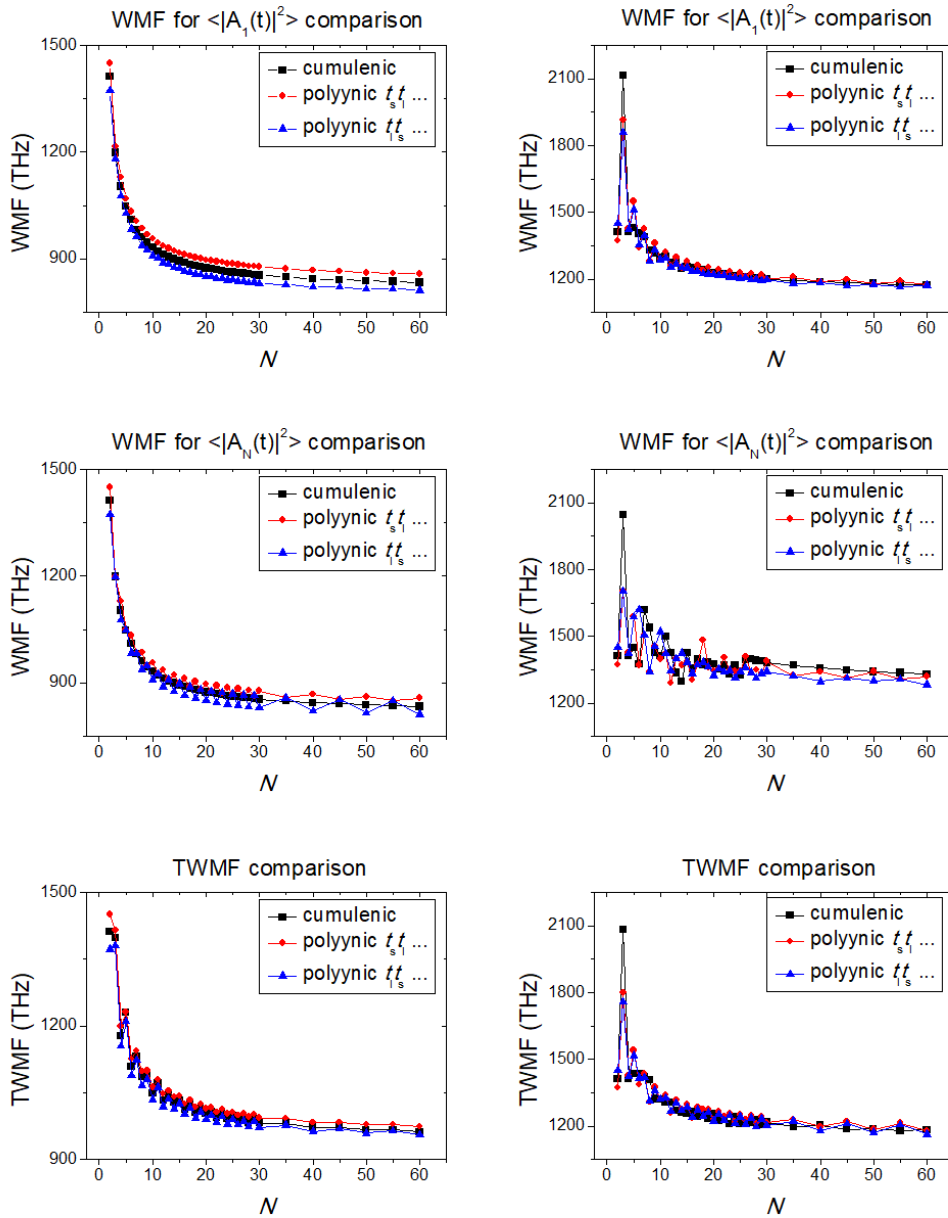 WMF for <|A₁(t)|²> comparison
WMF (THz)
1500
1200
900
cumulenic
polyynic tₛtₗ ...
polyynic tₗtₛ ...
0 10 20 30 40 50 60
N
WMF for <|A₁(t)|²> comparison
WMF (THz)
2100
1800
1500
1200
cumulenic
polyynic tₛtₗ ...
polyynic tₗtₛ ...
0 10 20 30 40 50 60
N
WMF for <|A_N(t)|²> comparison
WMF (THz)
1500
1200
900
cumulenic
polyynic tₛtₗ ...
polyynic tₗtₛ ...
0 10 20 30 40 50 60
N
WMF for <|A_N(t)|²> comparison
WMF (THz)
2100
1800
1500
1200
cumulenic
polyynic tₛtₗ ...
polyynic tₗtₛ ...
0 10 20 30 40 50 60
N
TWMF comparison
TWMF (THz)
1500
1200
900
cumulenic
polyynic tₛtₗ ...
polyynic tₗtₛ ...
0 10 20 30 40 50 60
N
TWMF comparison
TWMF (THz)
2100
1800
1500
1200
cumulenic
polyynic tₛtₗ ...
polyynic tₗtₛ ...
0 10 20 30 40 50 60
N